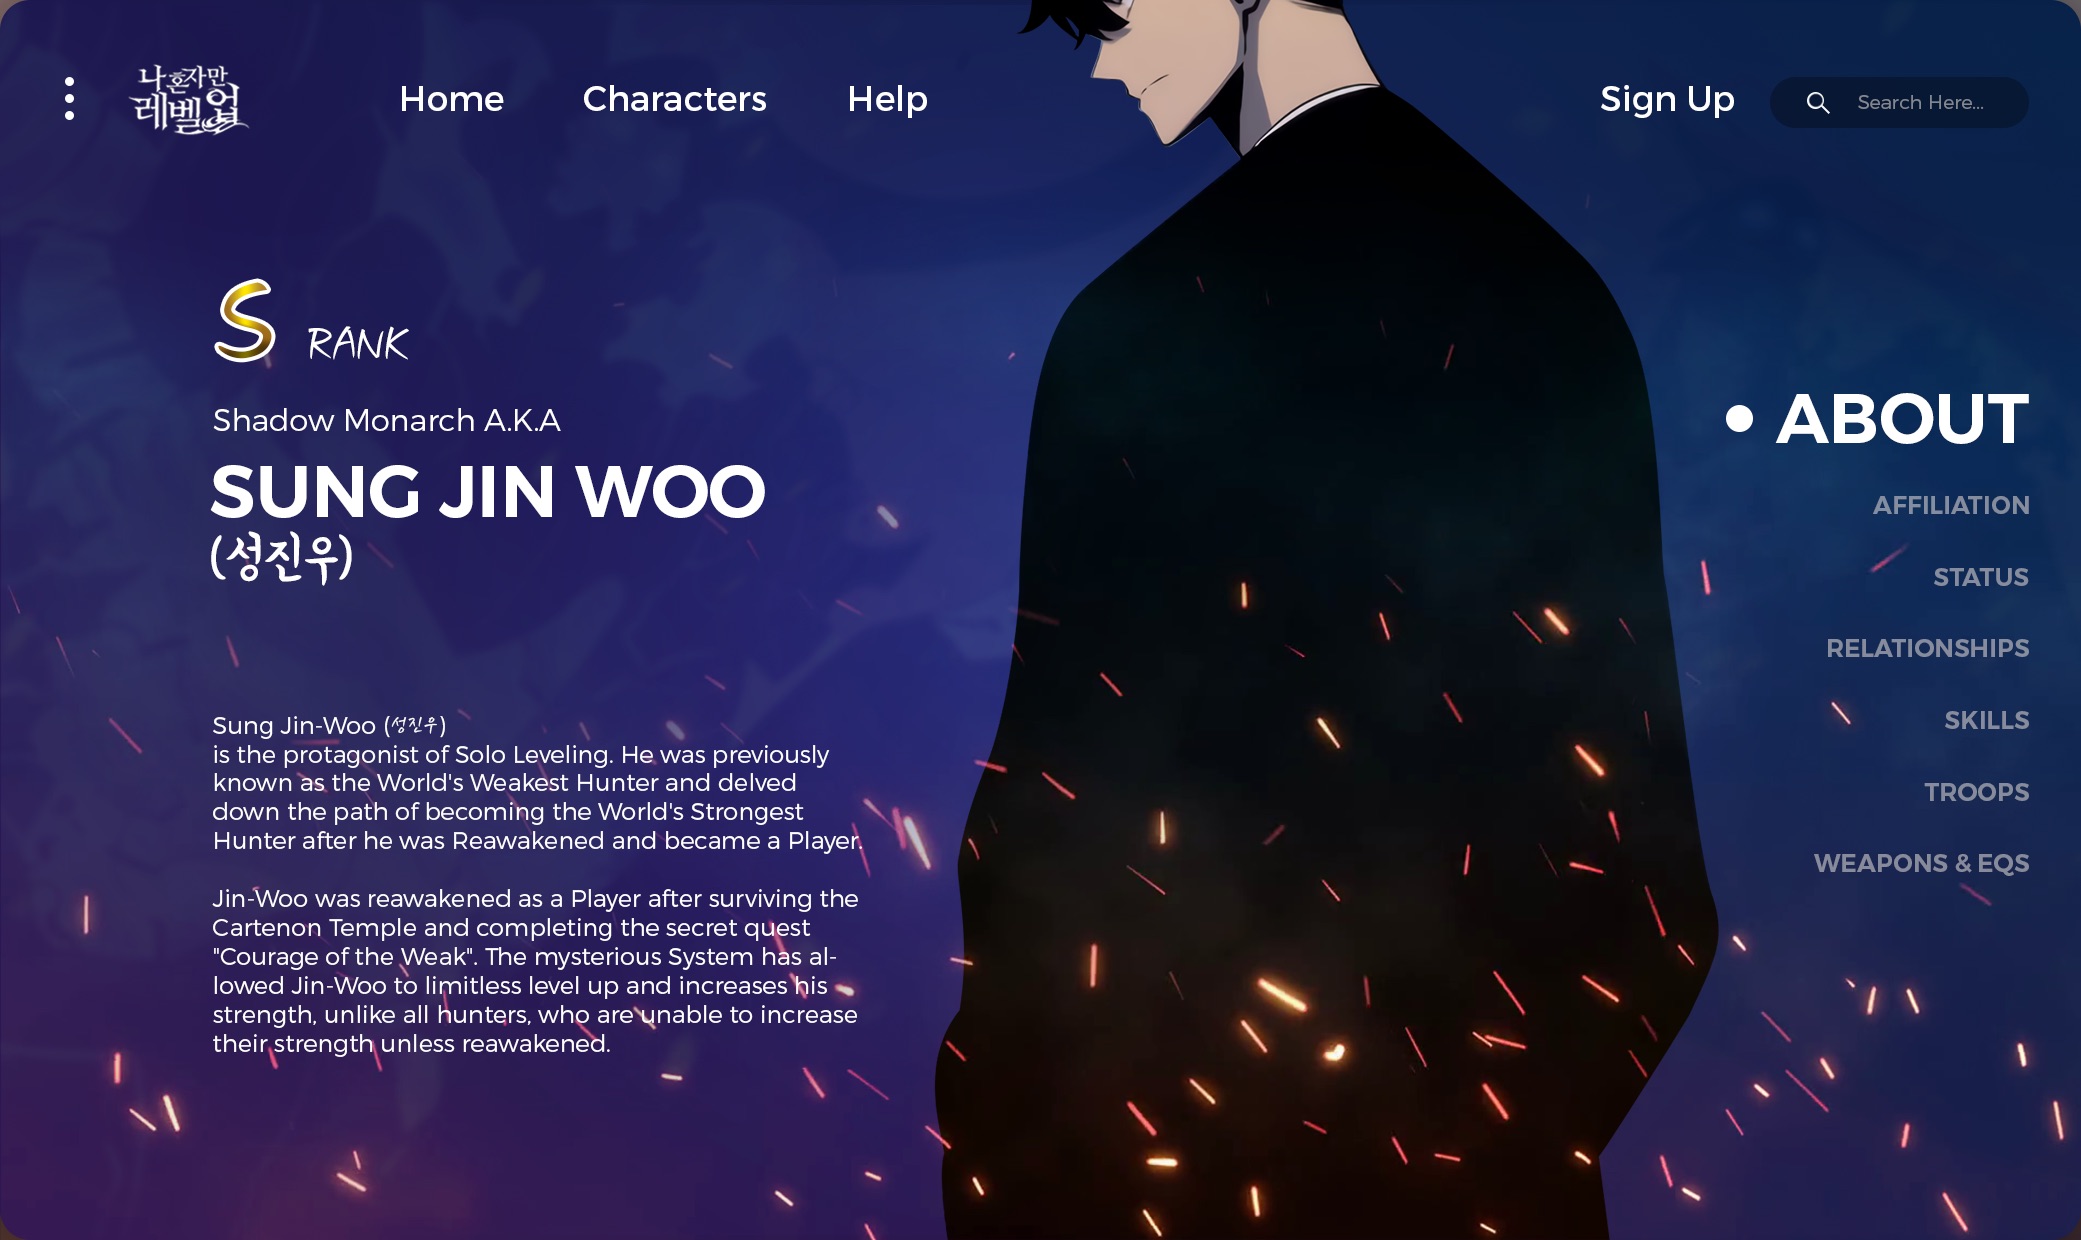 나 혼자만
레벨업
Home
Characters
Help
Sign Up
Search Here...
S RANK
Shadow Monarch A.K.A
SUNG JIN WOO
(성진우)
Sung Jin-Woo (성진우)
is the protagonist of Solo Leveling. He was previously
known as the World's Weakest Hunter and delved
down the path of becoming the World's Strongest
Hunter after he was Reawakened and became a Player.
Jin-Woo was reawakened as a Player after surviving the
Cartenon Temple and completing the secret quest
"Courage of the Weak". The mysterious System has al-
lowed Jin-Woo to limitless level up and increases his
strength, unlike all hunters, who are unable to increase
their strength unless reawakened.
ABOUT
AFFILIATION
STATUS
RELATIONSHIPS
SKILLS
TROOPS
WEAPONS & EQS